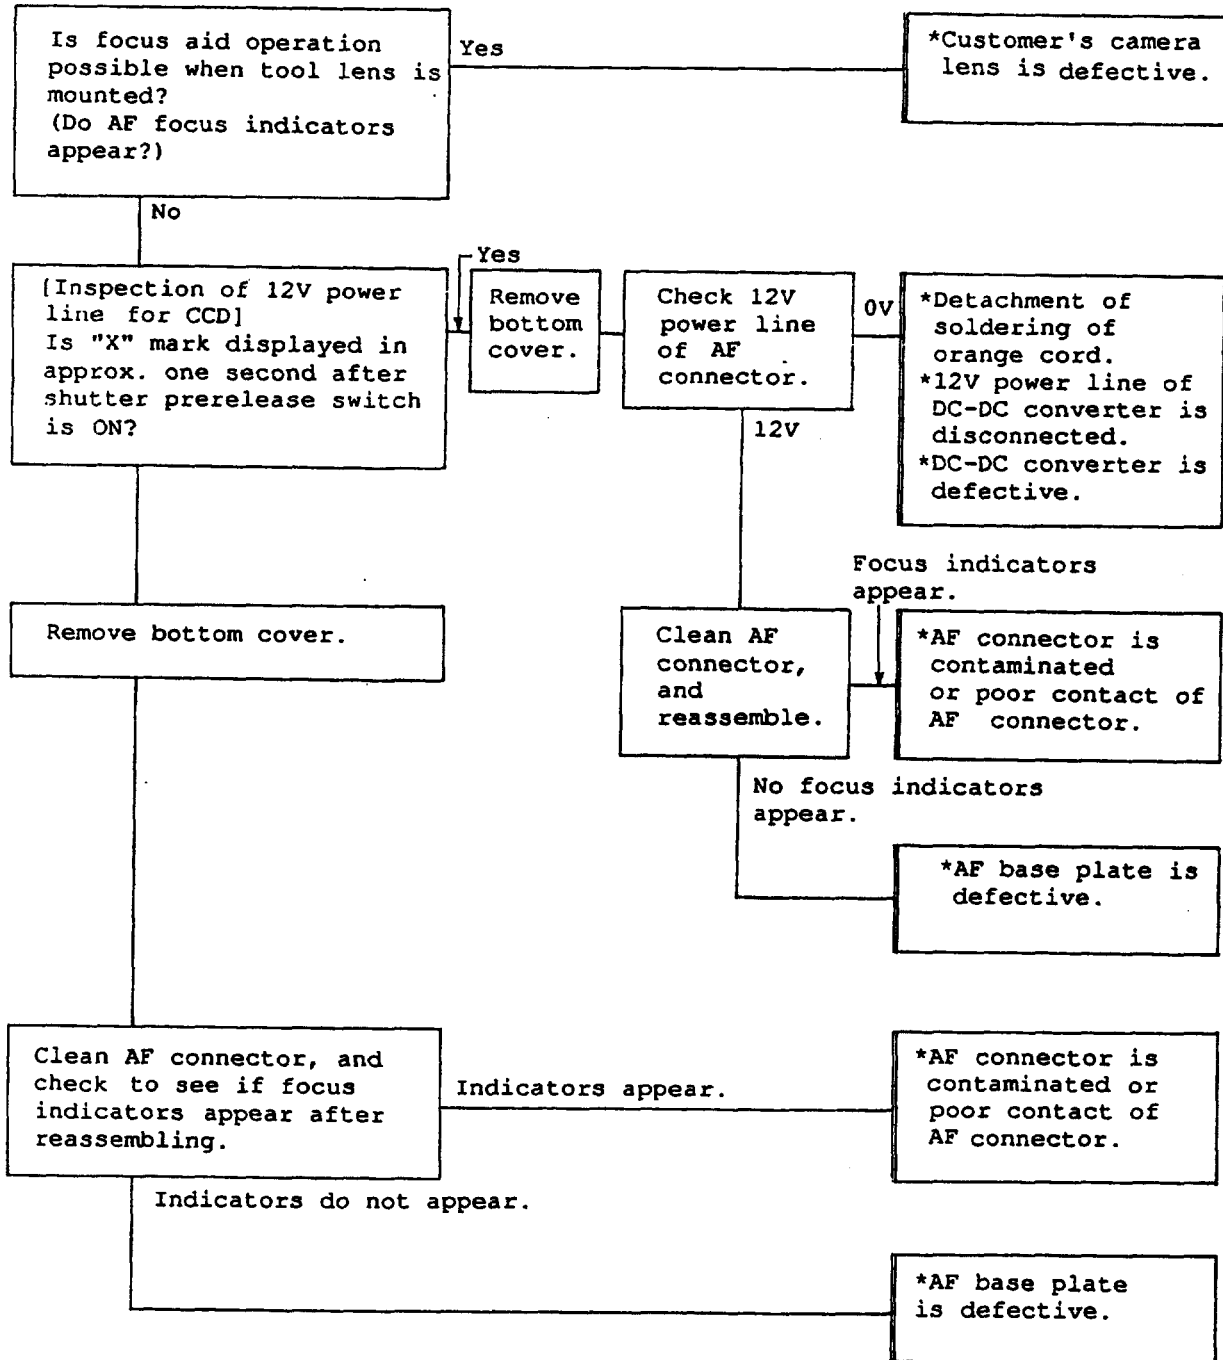 Is focus aid operation
possible when tool lens is
mounted?
(Do AF focus indicators
appear?)
Yes
*Customer's camera
lens is defective.
No
[Inspection of 12V power
line for CCD]
Is "X" mark displayed in
approx. one second after
shutter prerelease switch
is ON?
Yes
Remove
bottom
cover.
Check 12V
power line
of AF
connector.
0V
*Detachment of
soldering of
orange cord.
*12V power line of
DC-DC converter is
disconnected.
*DC-DC converter is
defective.
12V
Remove bottom cover.
Clean AF
connector,
and
reassemble.
Focus indicators
appear.
*AF connector is
contaminated
or poor contact of
AF connector.
No focus indicators
appear.
*AF base plate is
defective.
Clean AF connector, and
check to see if focus
indicators appear after
reassembling.
Indicators appear.
*AF connector is
contaminated or
poor contact of
AF connector.
Indicators do not appear.
*AF base plate
is defective.